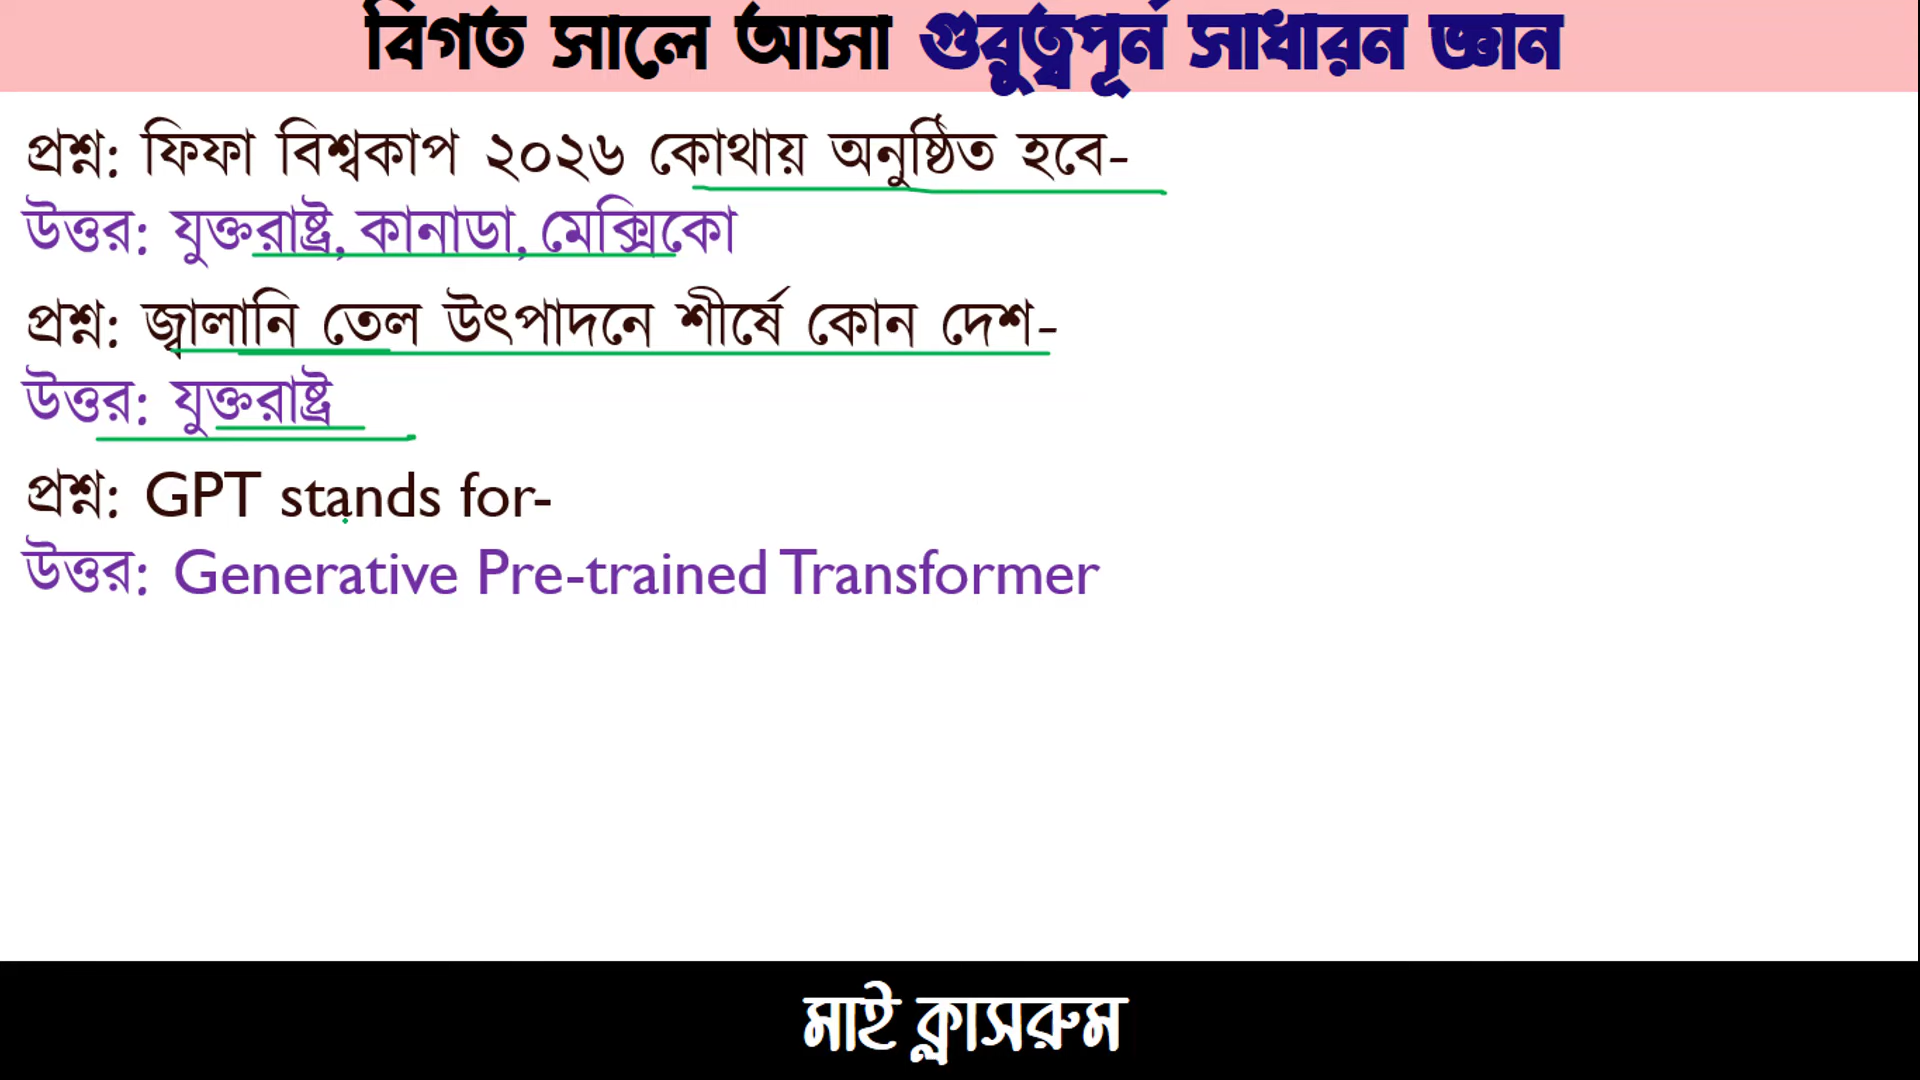 বিগত সালে আসা গুরুত্বপূর্ন সাধারন জ্ঞান
প্রশ্ন: ফিফা বিশ্বকাপ ২০২৬ কোথায় অনুষ্ঠিত হবে-
উত্তর: যুক্তরাষ্ট্র, কানাডা, মেক্সিকো
প্রশ্ন: জ্বালানি তেল উৎপাদনে শীর্ষে কোন দেশ-
উত্তর: যুক্তরাষ্ট্র
প্রশ্ন: GPT stands for-
উত্তর: Generative Pre-trained Transformer
মাই ক্লাসরুম